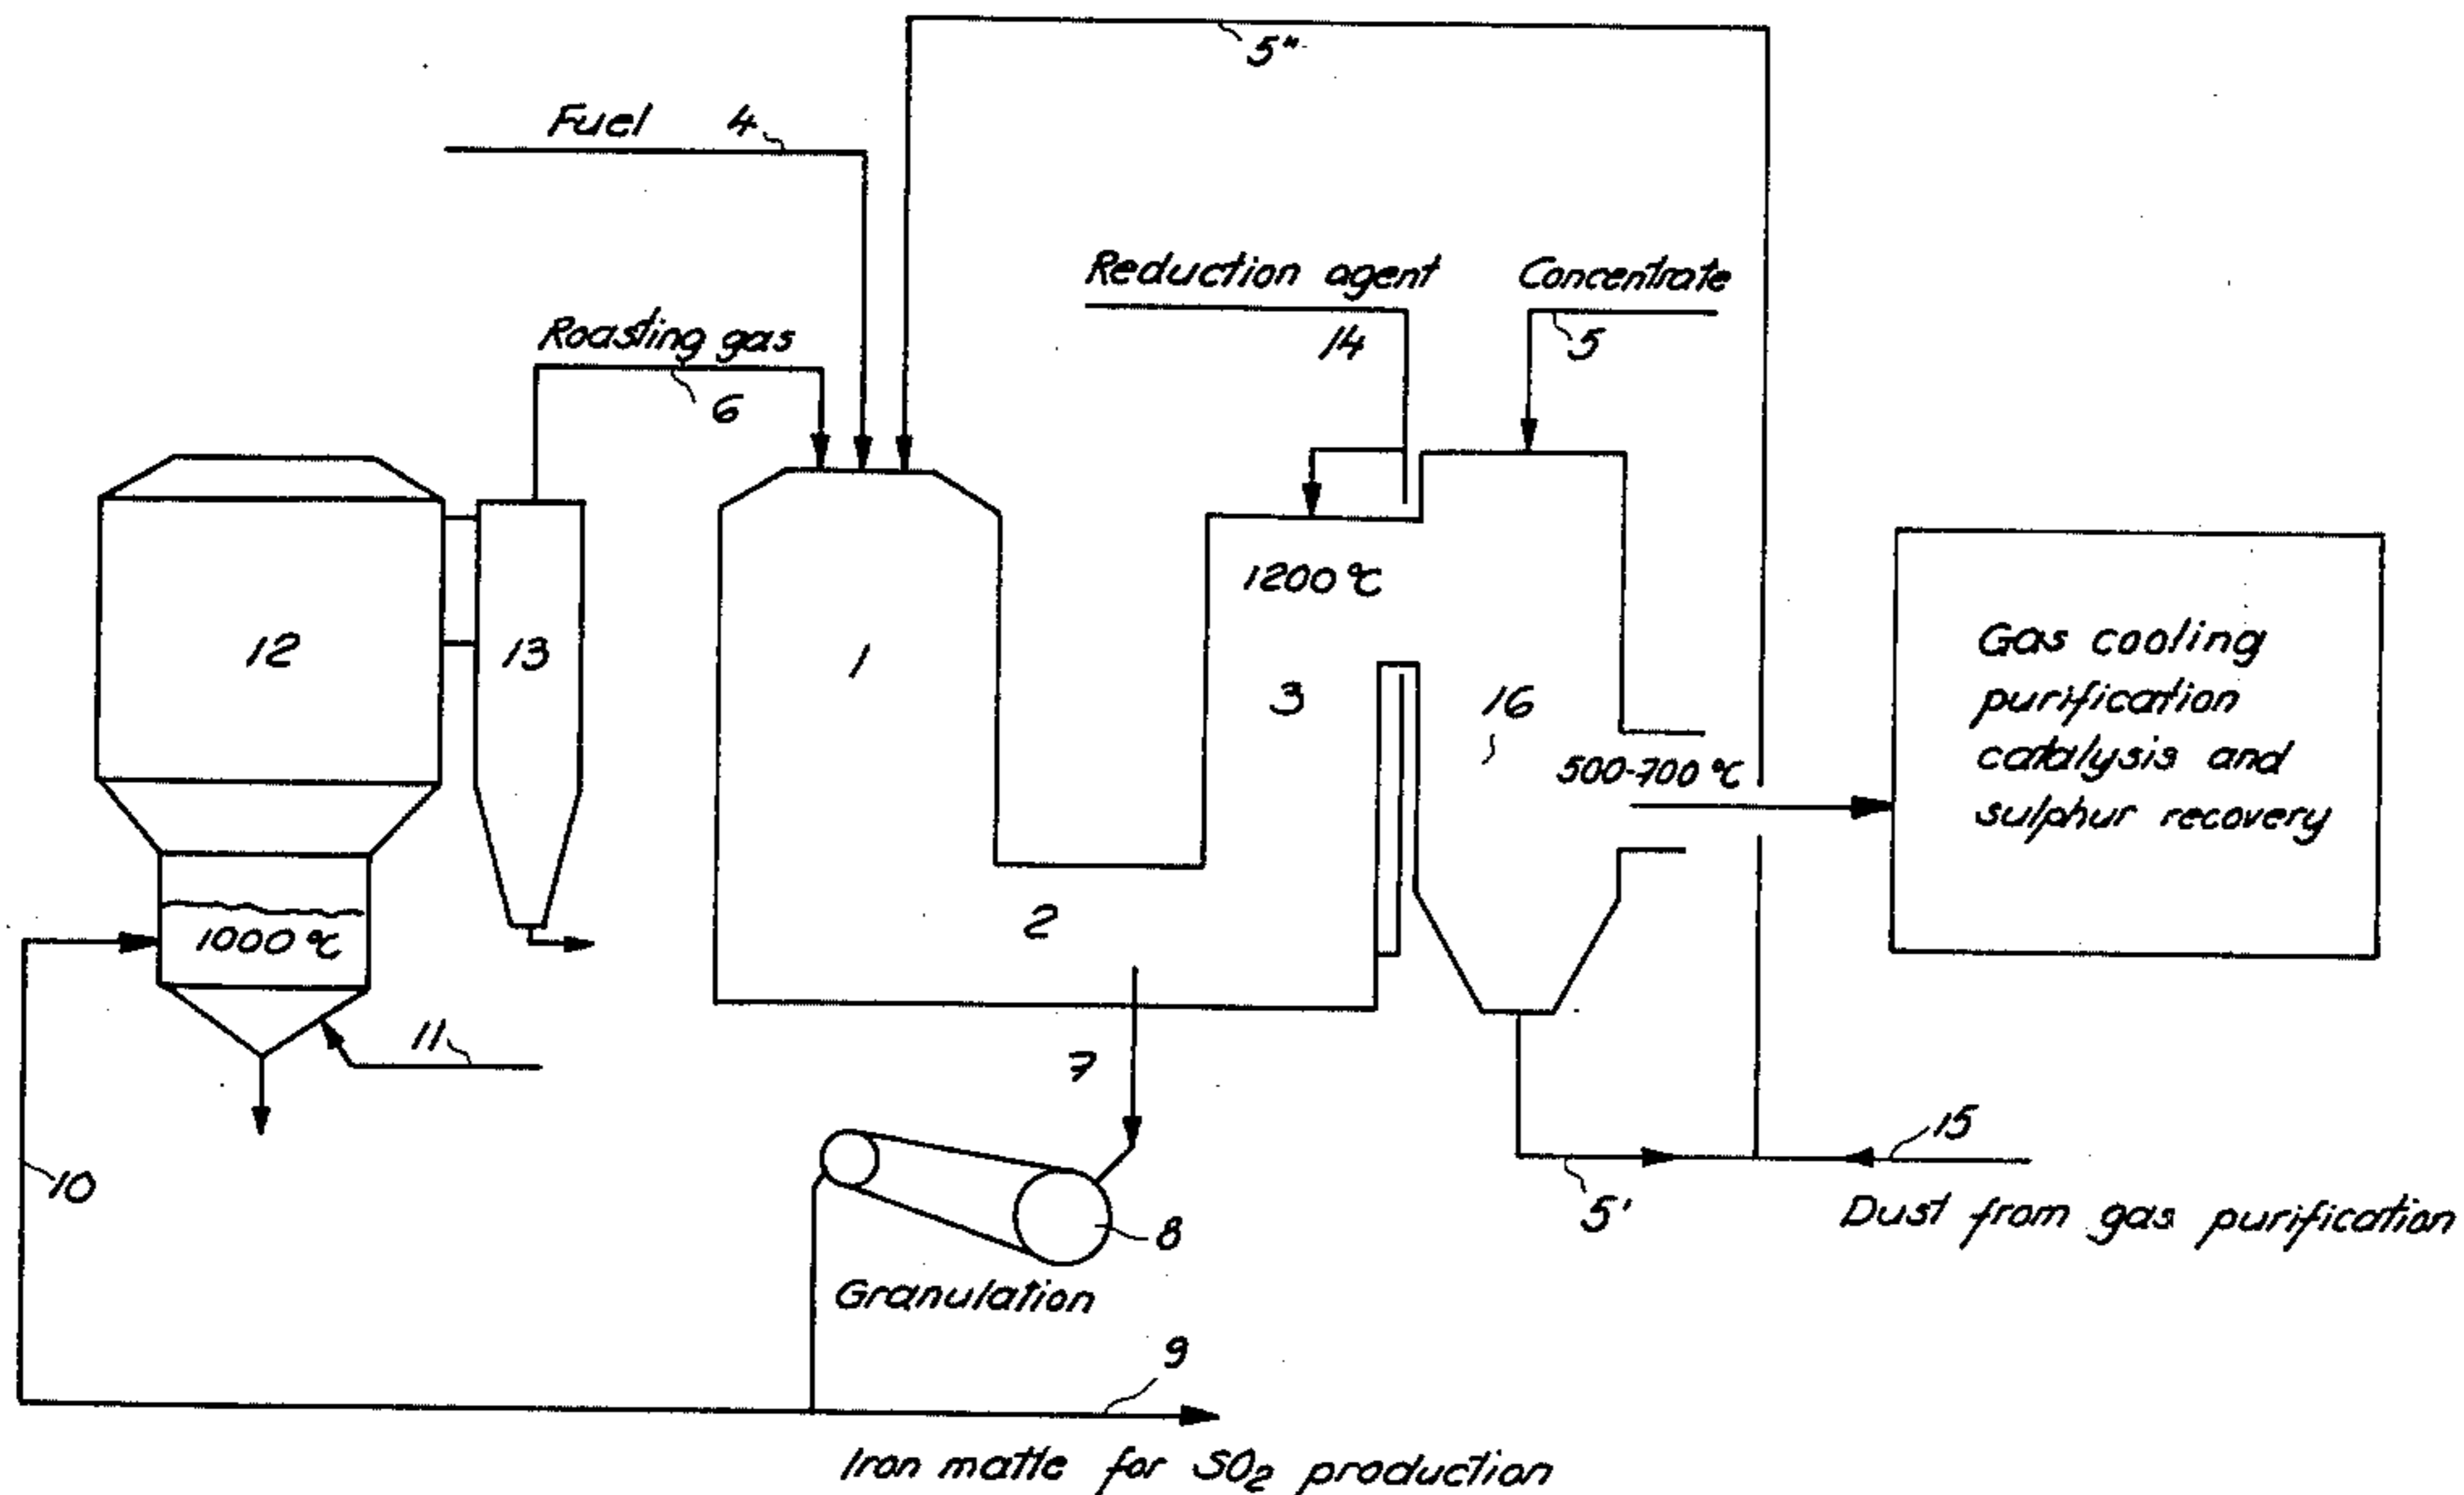 5"
Fuel 4
Reduction agent
Concentrate
14
5
Roasting gas
6
1200 °C
12
13
1
3
16
Gas cooling
purification
catalysis and
sulphur recovery
500-700 °C
2
1000 °C
11
7
10
8
15
5'
Dust from gas purification
Granulation
9
Iron matte for SO2 production